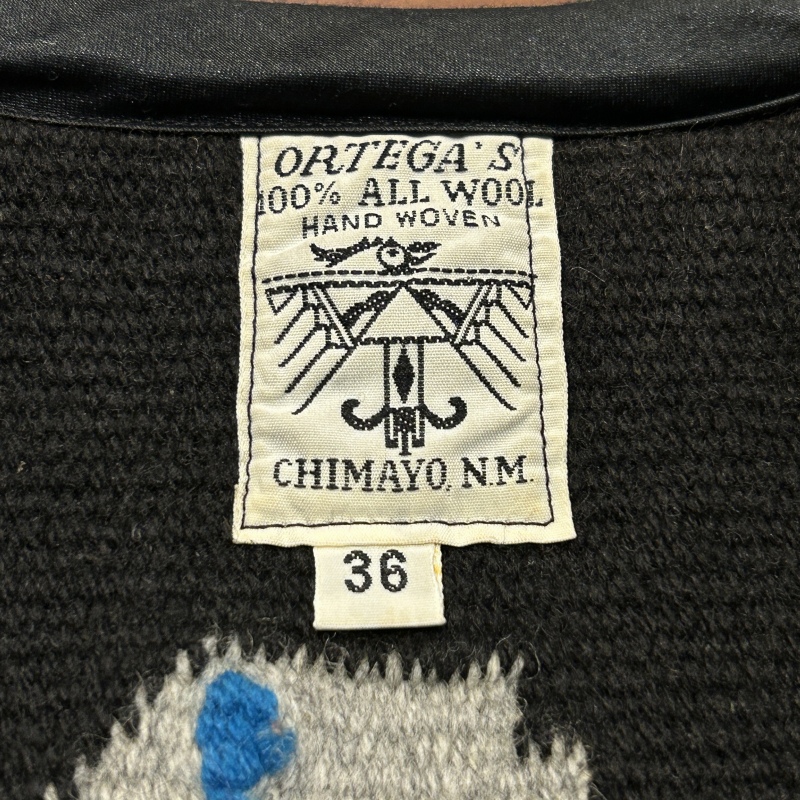 ORTEGA'S
100% ALL WOOL
HAND WOVEN
CHIMAYO, N.M.
36